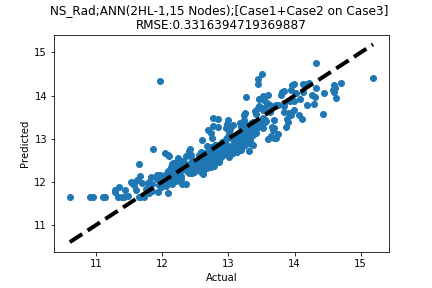 NS_Rad;ANN(2HL-1,15 Nodes);[Case1+Case2 on Case3]
RMSE:0.3316394719369887
15
14
13
12
11
Predicted
11
12
13
14
15
Actual